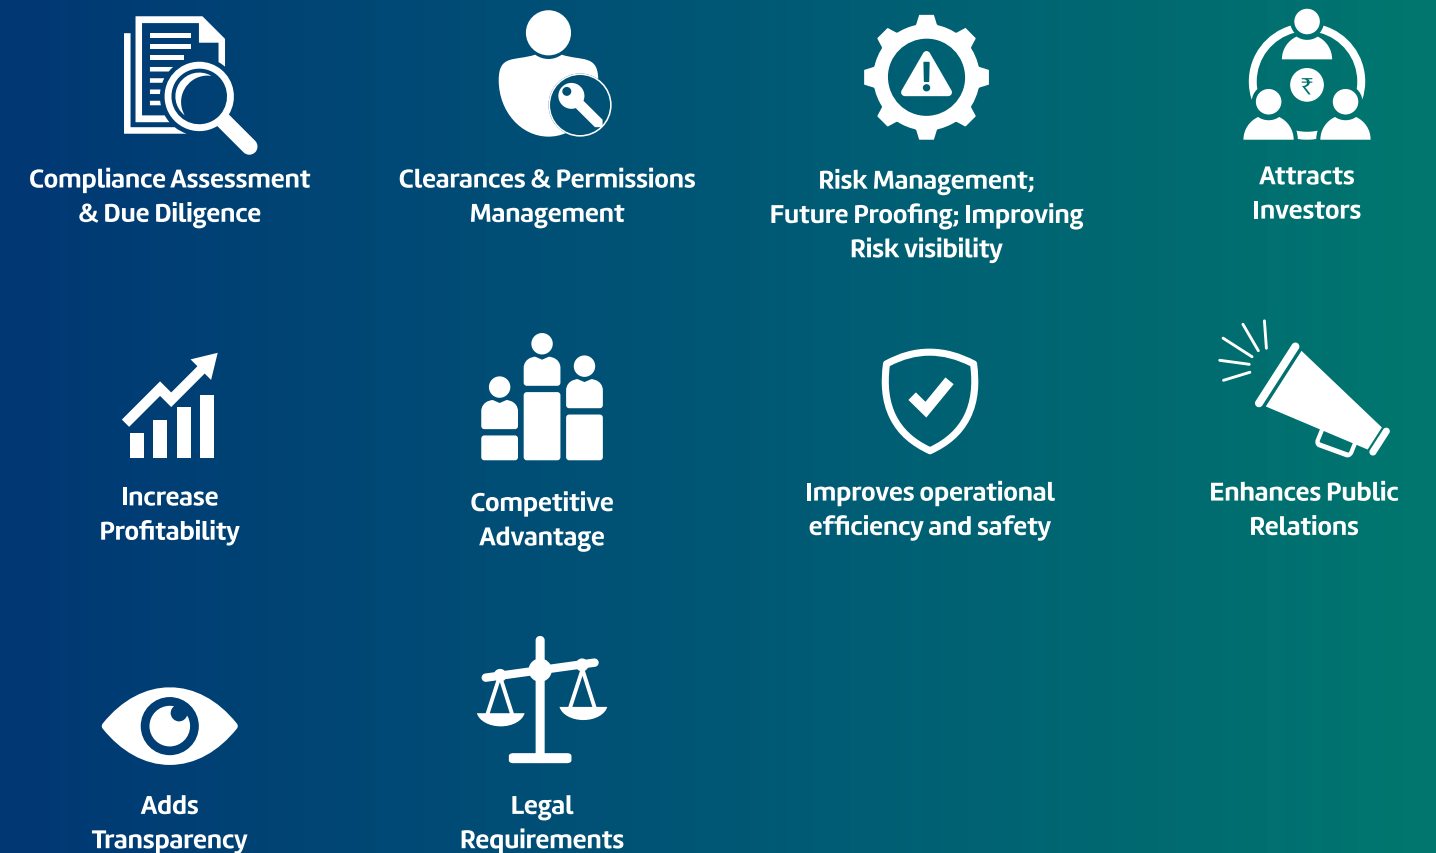 ₹
Compliance Assessment
& Due Diligence
Clearances & Permissions
Management
Risk Management;
Future Proofing; Improving
Risk visibility
Attracts
Investors
Increase
Profitability
Competitive
Advantage
Improves operational
efficiency and safety
Enhances Public
Relations
Adds
Transparency
Legal
Requirements